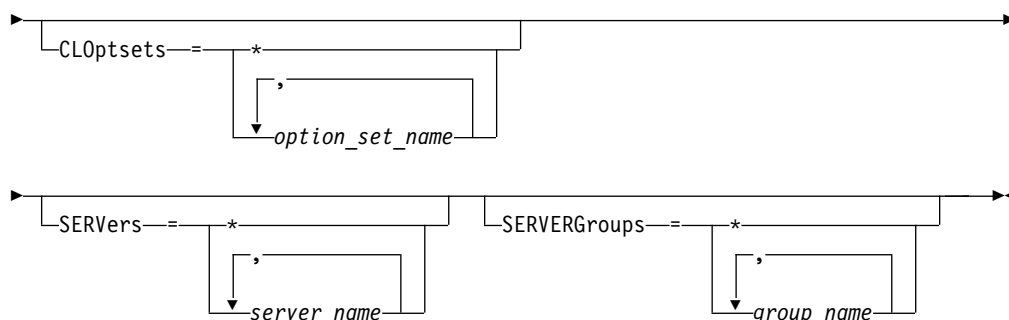 CLOptsets = *
,
option_set_name
SERVers = * SERVERGroups = *
, ,
server_name group_name